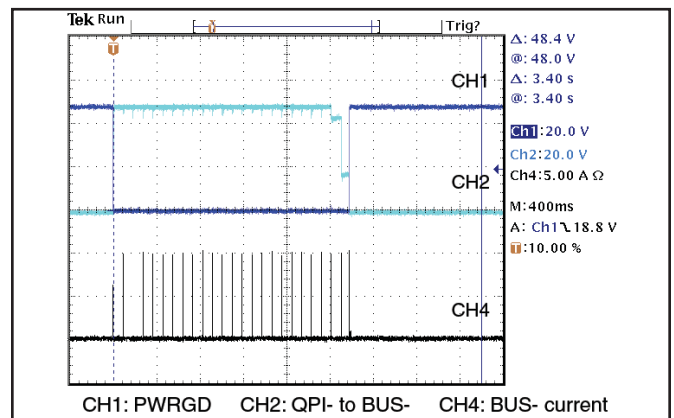 Tek Run
Trig?
T
T
Δ: 48.4 V
@: 48.0 V
Δ: 3.40 s
@: 3.40 s
Ch1:20.0 V
Ch2:20.0 V
Ch4:5.00 A Ω
M:400ms
A: Ch1 18.8 V
T:10.00 %
CH1
CH2
CH4
CH1: PWRGD CH2: QPI- to BUS- CH4: BUS- current